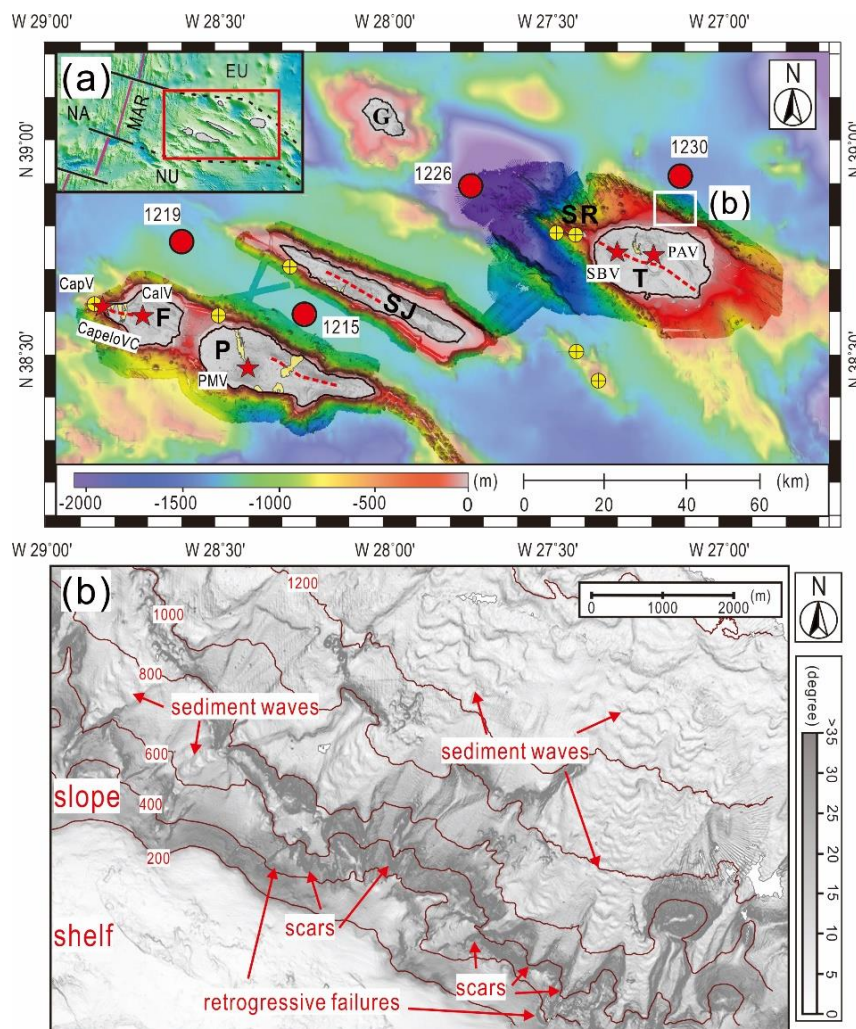 W 29°00' W 28°30' W 28°00' W 27°30' W 27°00'
(a)
EU
NA
MAR
NU
G
N
N 39°00'
N 38°30'
1230
1226
(b)
1219
SR
PAV
SBV
T
CapV
CalV
F
CapeloVC
SJ
1215
P
PMV
(m)
-2000 -1500 -1000 -500 0
0 20 40 60 (km)
W 29°00' W 28°30' W 28°00' W 27°30' W 27°00'
(b)
1200
1000
0 1000 2000 (m)
N
800
sediment waves
sediment waves
600
slope
400
200
scars
shelf
scars
retrogressive failures
(degree)
>35
30
25
20
15
10
5
0